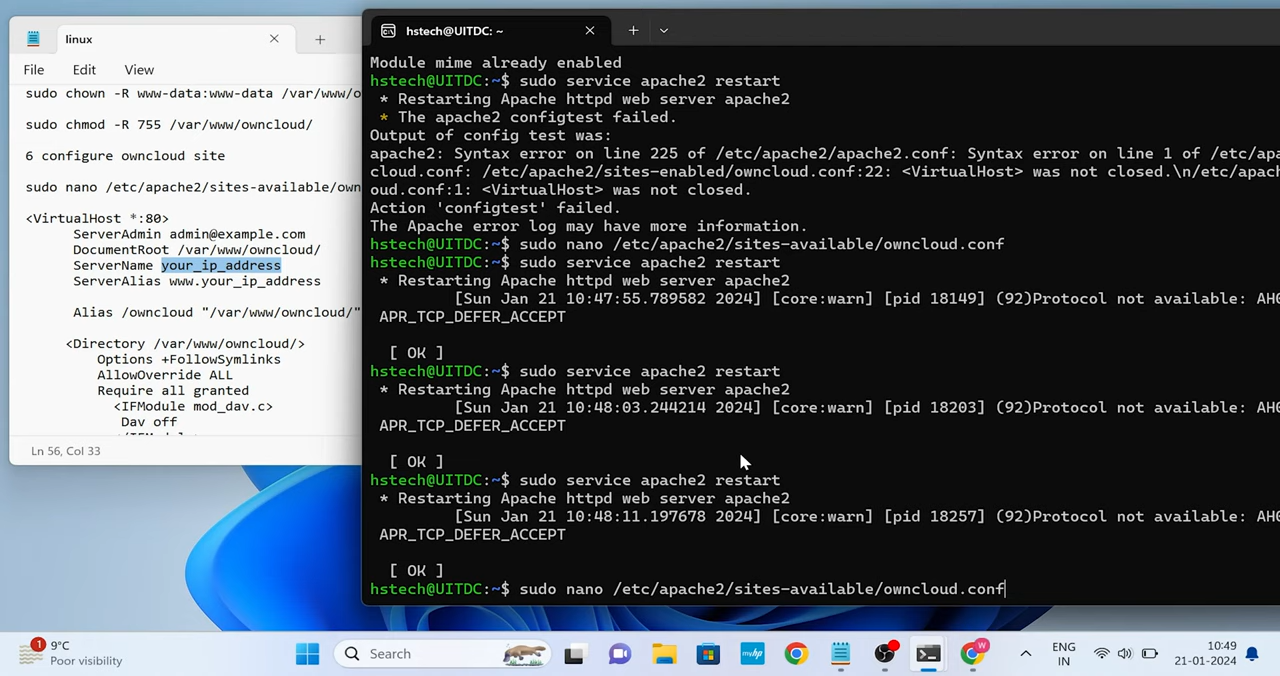 linux
File Edit View
sudo chown -R www-data:www-data /var/www/o
sudo chmod -R 755 /var/www/owncloud/
6 configure owncloud site
sudo nano /etc/apache2/sites-available/own
<VirtualHost *:80>
ServerAdmin admin@example.com
DocumentRoot /var/www/owncloud/
ServerName your_ip_address
ServerAlias www.your_ip_address
Alias /owncloud "/var/www/owncloud/"
<Directory /var/www/owncloud/>
Options +FollowSymlinks
AllowOverride ALL
Require all granted
<IFModule mod_dav.c>
Dav off
Ln 56, Col 33
hstech@UITDC: ~
Module mime already enabled
hstech@UITDC:~$ sudo service apache2 restart
* Restarting Apache httpd web server apache2
* The apache2 configtest failed.
Output of config test was:
apache2: Syntax error on line 225 of /etc/apache2/apache2.conf: Syntax error on line 1 of /etc/apa
cloud.conf: /etc/apache2/sites-enabled/owncloud.conf:22: <VirtualHost> was not closed.\n/etc/apac
oud.conf:1: <VirtualHost> was not closed.
Action 'configtest' failed.
The Apache error log may have more information.
hstech@UITDC:~$ sudo nano /etc/apache2/sites-available/owncloud.conf
hstech@UITDC:~$ sudo service apache2 restart
* Restarting Apache httpd web server apache2
[Sun Jan 21 10:47:55.789582 2024] [core:warn] [pid 18149] (92)Protocol not available: AH0
APR_TCP_DEFER_ACCEPT
[ OK ]
hstech@UITDC:~$ sudo service apache2 restart
* Restarting Apache httpd web server apache2
[Sun Jan 21 10:48:03.244214 2024] [core:warn] [pid 18203] (92)Protocol not available: AH0
APR_TCP_DEFER_ACCEPT
[ OK ]
hstech@UITDC:~$ sudo service apache2 restart
* Restarting Apache httpd web server apache2
[Sun Jan 21 10:48:11.197678 2024] [core:warn] [pid 18257] (92)Protocol not available: AH0
APR_TCP_DEFER_ACCEPT
[ OK ]
hstech@UITDC:~$ sudo nano /etc/apache2/sites-available/owncloud.conf
1
9°C
Poor visibility
Search
myhp
W
ENG
IN
10:49
21-01-2024